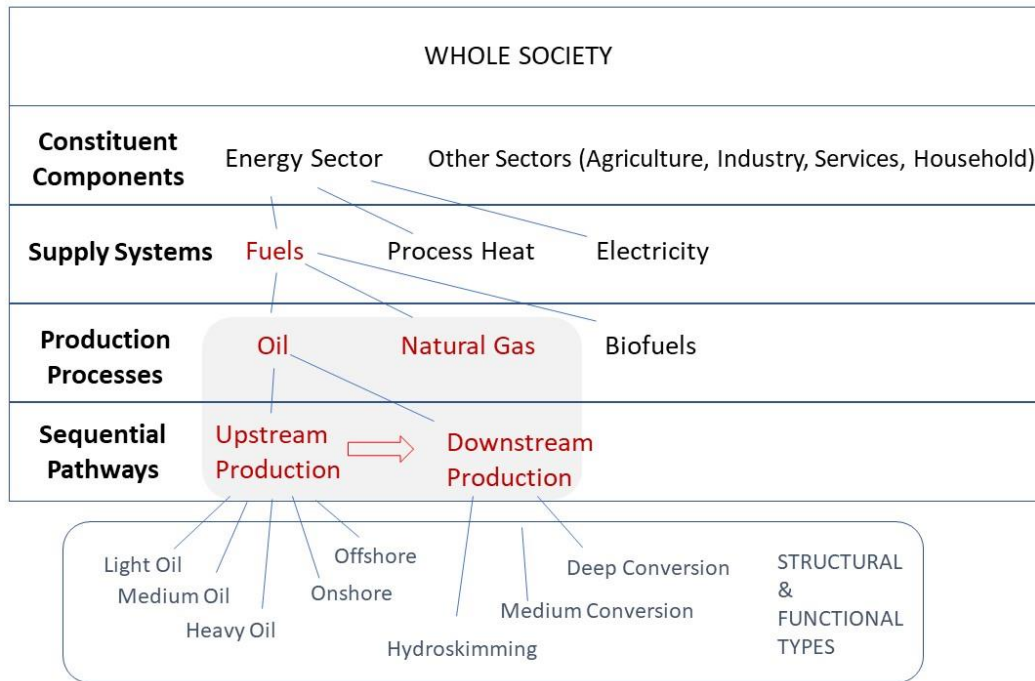 WHOLE SOCIETY
Constituent
Components
Energy Sector
Other Sectors (Agriculture, Industry, Services, Household)
Supply Systems
Fuels
Process Heat
Electricity
Production
Processes
Oil
Natural Gas
Biofuels
Sequential
Pathways
Upstream
Production
Downstream
Production
Light Oil
Medium Oil
Heavy Oil
Offshore
Onshore
Deep Conversion
Medium Conversion
Hydroskimming
STRUCTURAL
&
FUNCTIONAL
TYPES